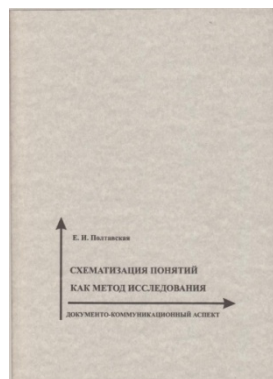 Е. И. Полтавская
СХЕМАТИЗАЦИЯ ПОНЯТИЙ
КАК МЕТОД ИССЛЕДОВАНИЯ
ДОКУМЕНТО-КОММУНИКАЦИОННЫЙ АСПЕКТ